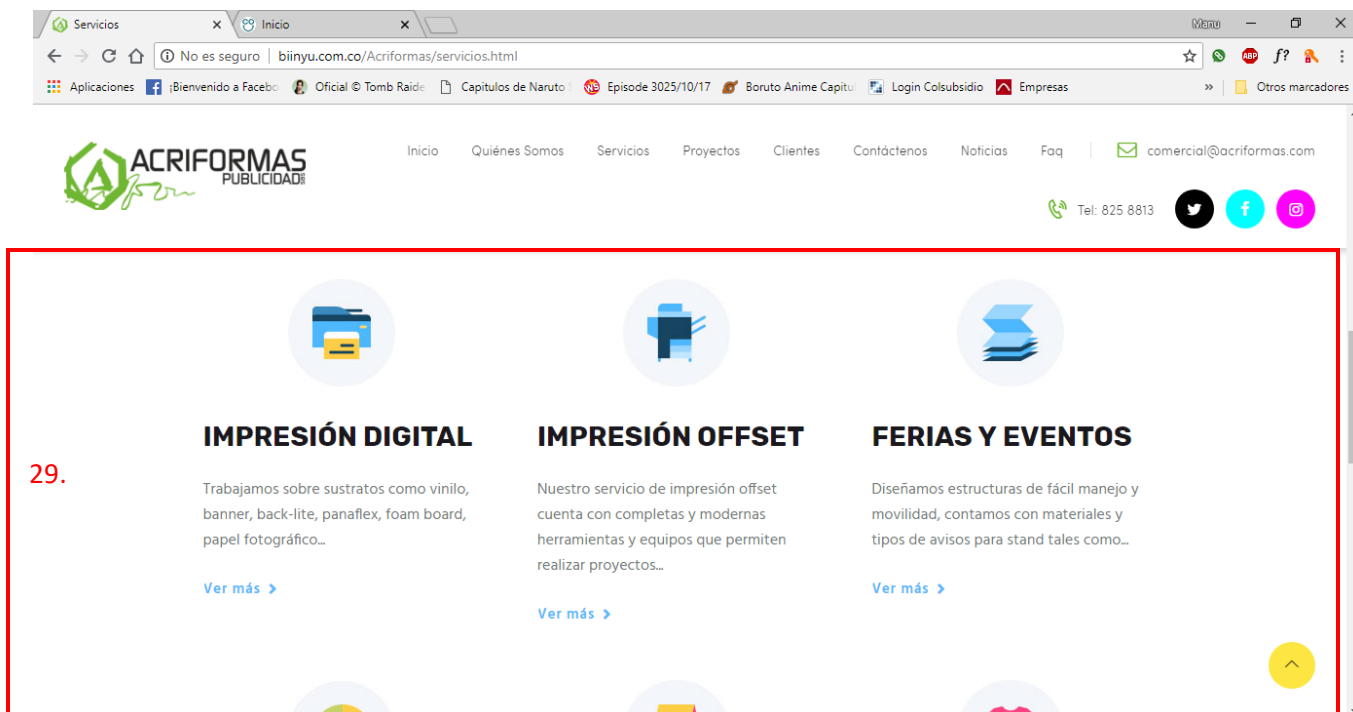 Servicios
Inicio
Manu
No es seguro | biinyu.com.co/Acriformas/servicios.html
ABP
f?
Aplicaciones
¡Bienvenido a Facebo
Oficial © Tomb Raide
Capitulos de Naruto S
Episode 3025/10/17
Boruto Anime Capitul
Login Colsubsidio
Empresas
»
Otros marcadores
ACRIFORMAS
PUBLICIDAD
Inicio
Quiénes Somos
Servicios
Proyectos
Clientes
Contáctenos
Noticias
Faq
comercial@acriformas.com
Tel: 825 8813
29.
IMPRESIÓN DIGITAL
Trabajamos sobre sustratos como vinilo,
banner, back-lite, panaflex, foam board,
papel fotográfico...
Ver más
IMPRESIÓN OFFSET
Nuestro servicio de impresión offset
cuenta con completas y modernas
herramientas y equipos que permiten
realizar proyectos...
Ver más
FERIAS Y EVENTOS
Diseñamos estructuras de fácil manejo y
movilidad, contamos con materiales y
tipos de avisos para stand tales como...
Ver más